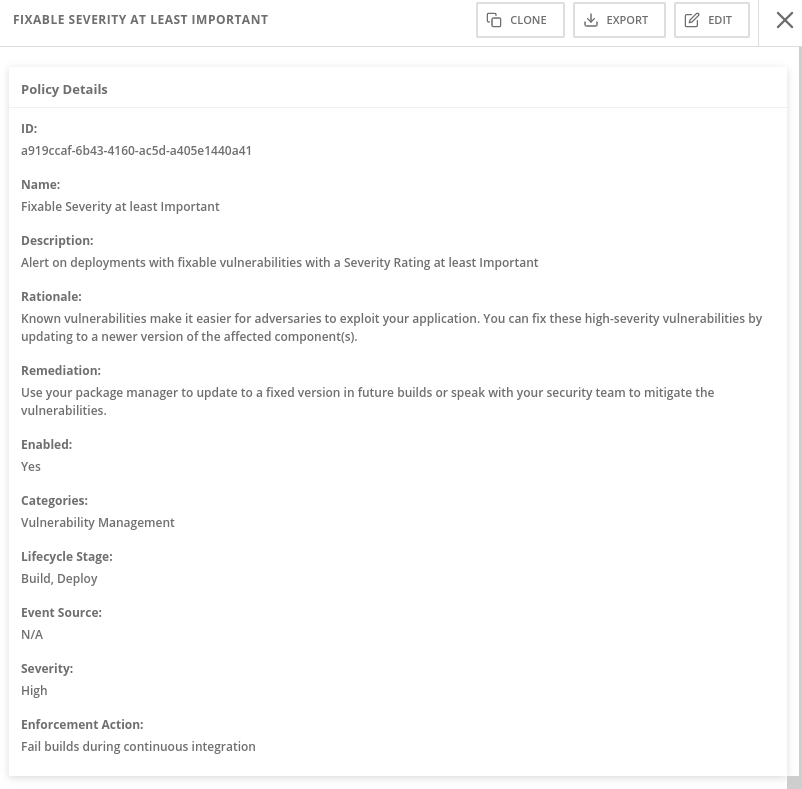 FIXABLE SEVERITY AT LEAST IMPORTANT
CLONE
EXPORT
EDIT
Policy Details
ID:
a919ccaf-6b43-4160-ac5d-a405e1440a41
Name:
Fixable Severity at least Important
Description:
Alert on deployments with fixable vulnerabilities with a Severity Rating at least Important
Rationale:
Known vulnerabilities make it easier for adversaries to exploit your application. You can fix these high-severity vulnerabilities by
updating to a newer version of the affected component(s).
Remediation:
Use your package manager to update to a fixed version in future builds or speak with your security team to mitigate the
vulnerabilities.
Enabled:
Yes
Categories:
Vulnerability Management
Lifecycle Stage:
Build, Deploy
Event Source:
N/A
Severity:
High
Enforcement Action:
Fail builds during continuous integration